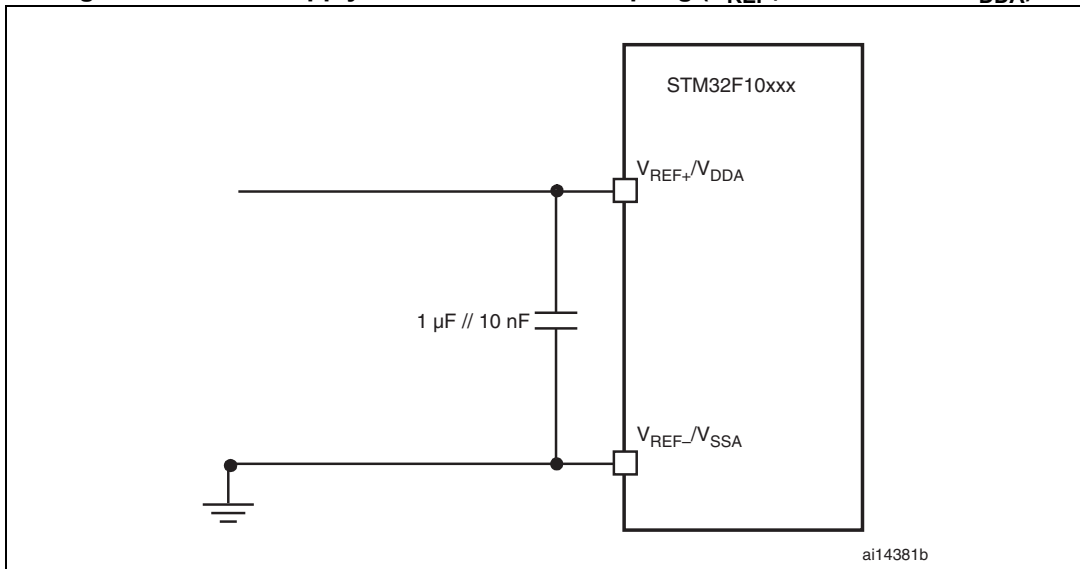 STM32F10xxx
VREF+/VDDA
1 µF // 10 nF
VREF–/VSSA
ai14381b